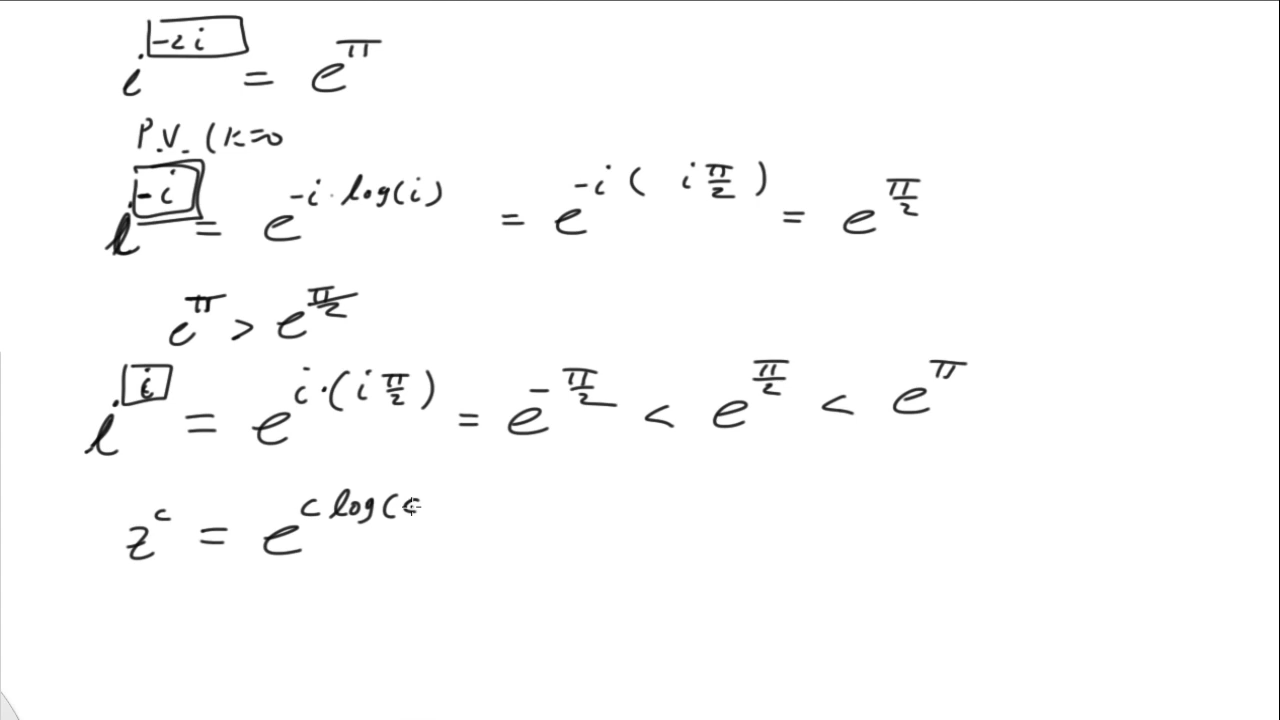 i^{-2i} = e^π
P.V. (k=0
i^{-i} = e^{-i·log(i)} = e^{-i(iπ/2)} = e^{π/2}
e^π > e^{π/2}
i^i = e^{i·(iπ/2)} = e^{-π/2} < e^{π/2} < e^π
z^c = e^{c log(